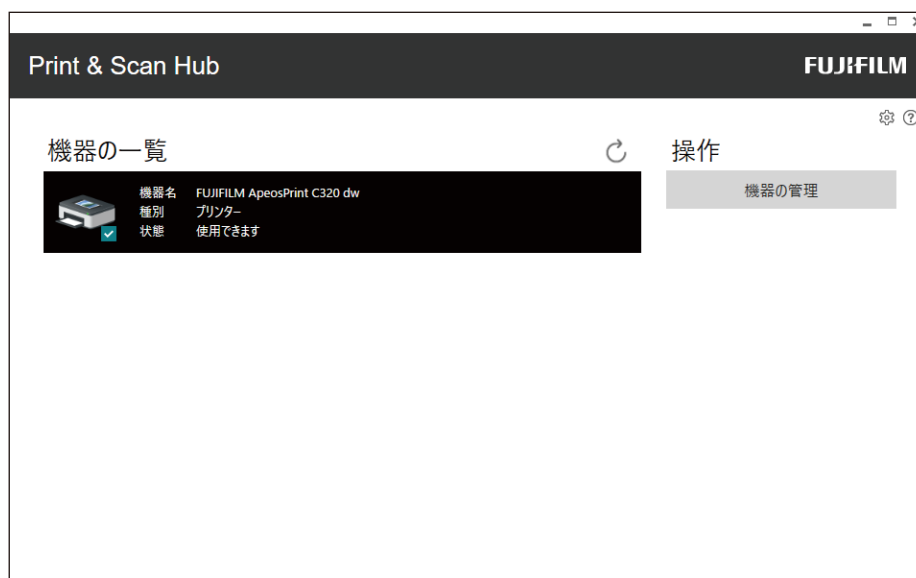 Print & Scan Hub
FUJIFILM
機器の一覧
操作
機器名 FUJIFILM ApeosPrint C320 dw
種別 プリンター
状態 使用できます
機器の管理